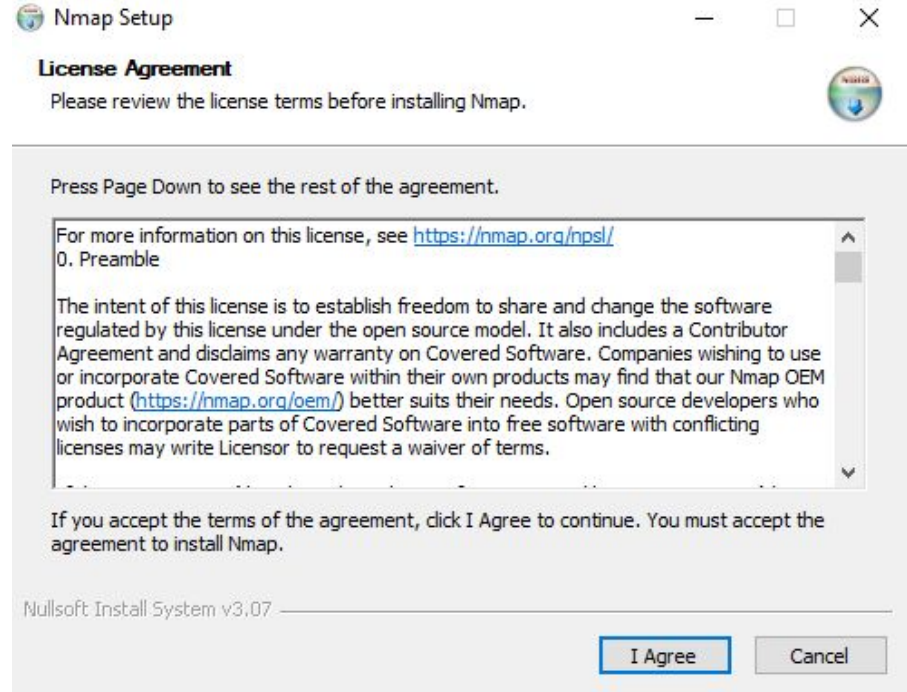 Nmap Setup
License Agreement
Please review the license terms before installing Nmap.
Press Page Down to see the rest of the agreement.
For more information on this license, see https://nmap.org/npsl/
0. Preamble
The intent of this license is to establish freedom to share and change the software
regulated by this license under the open source model. It also includes a Contributor
Agreement and disclaims any warranty on Covered Software. Companies wishing to use
or incorporate Covered Software within their own products may find that our Nmap OEM
product (https://nmap.org/oem/) better suits their needs. Open source developers who
wish to incorporate parts of Covered Software into free software with conflicting
licenses may write Licensor to request a waiver of terms.
If you accept the terms of the agreement, click I Agree to continue. You must accept the
agreement to install Nmap.
Nullsoft Install System v3.07
I Agree
Cancel